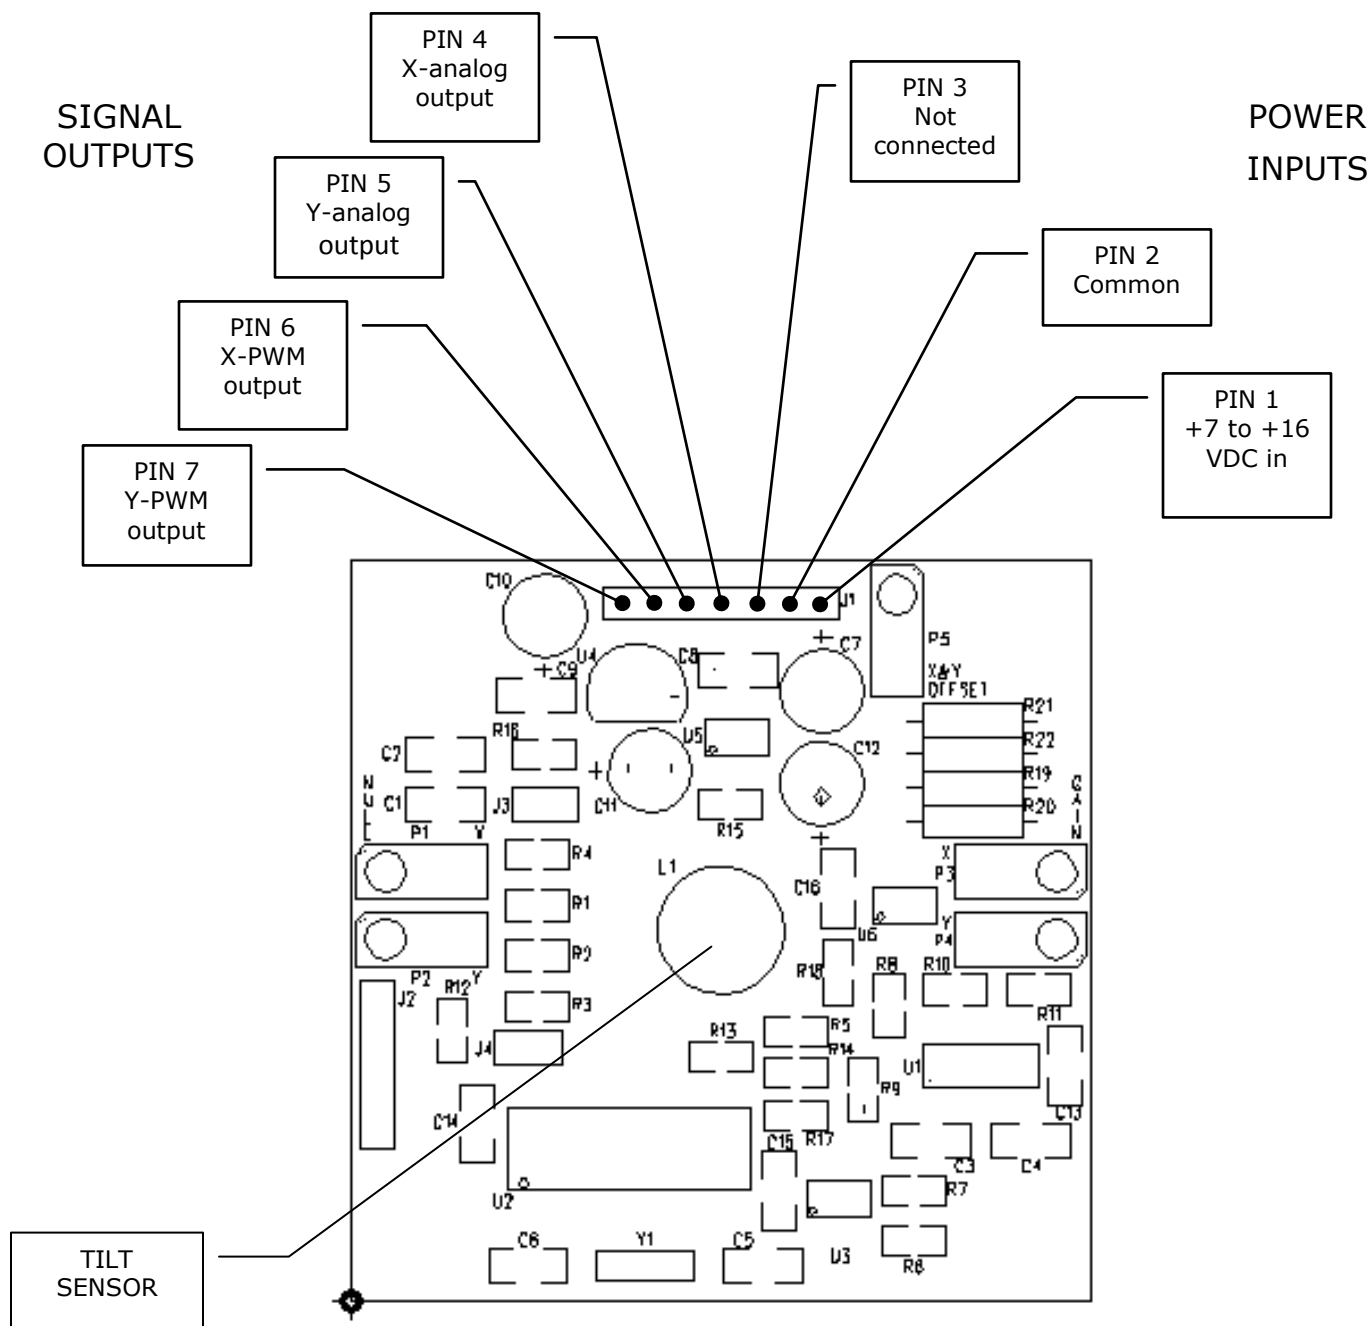 SIGNAL
OUTPUTS
PIN 4
X-analog
output
PIN 3
Not
connected
POWER
INPUTS
PIN 5
Y-analog
output
PIN 2
Common
PIN 6
X-PWM
output
PIN 1
+7 to +16
VDC in
PIN 7
Y-PWM
output
C10
J1
P5
X&Y
OFFSET
U4
C8
C7
C9
R16
U5
C12
R21
R22
R19
R20
C2
C1
NULL
J3
C11
R15
GAIN
P1
Y
R4
L1
C16
X
P3
R1
U6
Y
P4
R2
P2
Y
R12
J2
R3
R18
R8
R10
R11
J4
R13
R5
R14
R9
U1
C13
C14
R17
C15
C3
C4
U2
R7
C6
Y1
C5
U3
R6
TILT
SENSOR